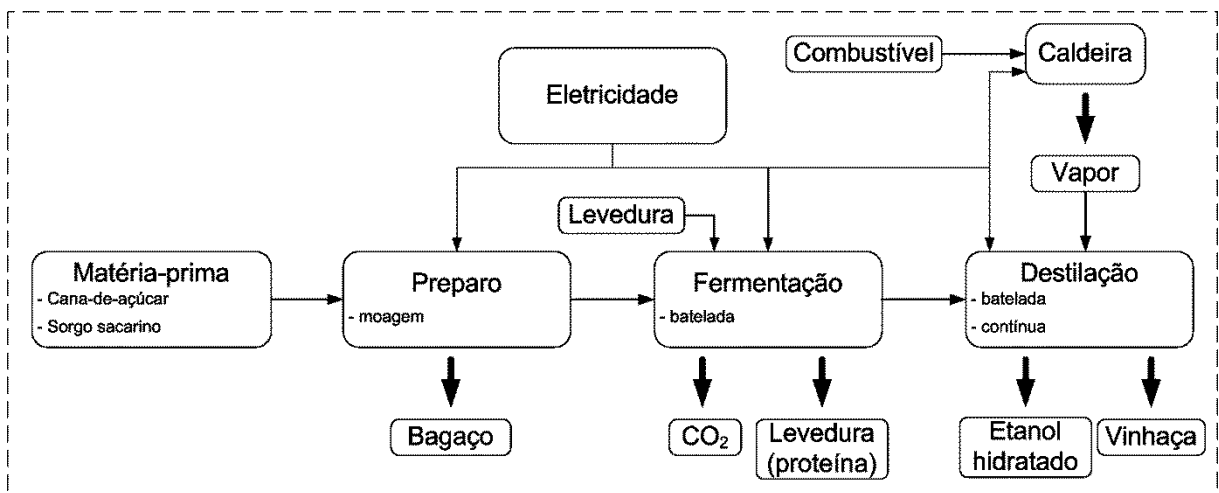 Combustível
Caldeira
Eletricidade
Vapor
Levedura
Matéria-prima
- Cana-de-açúcar
- Sorgo sacarino
Preparo
- moagem
Fermentação
- batelada
Destilação
- batelada
- contínua
Bagaço
CO₂
Levedura
(proteína)
Etanol
hidratado
Vinhaça